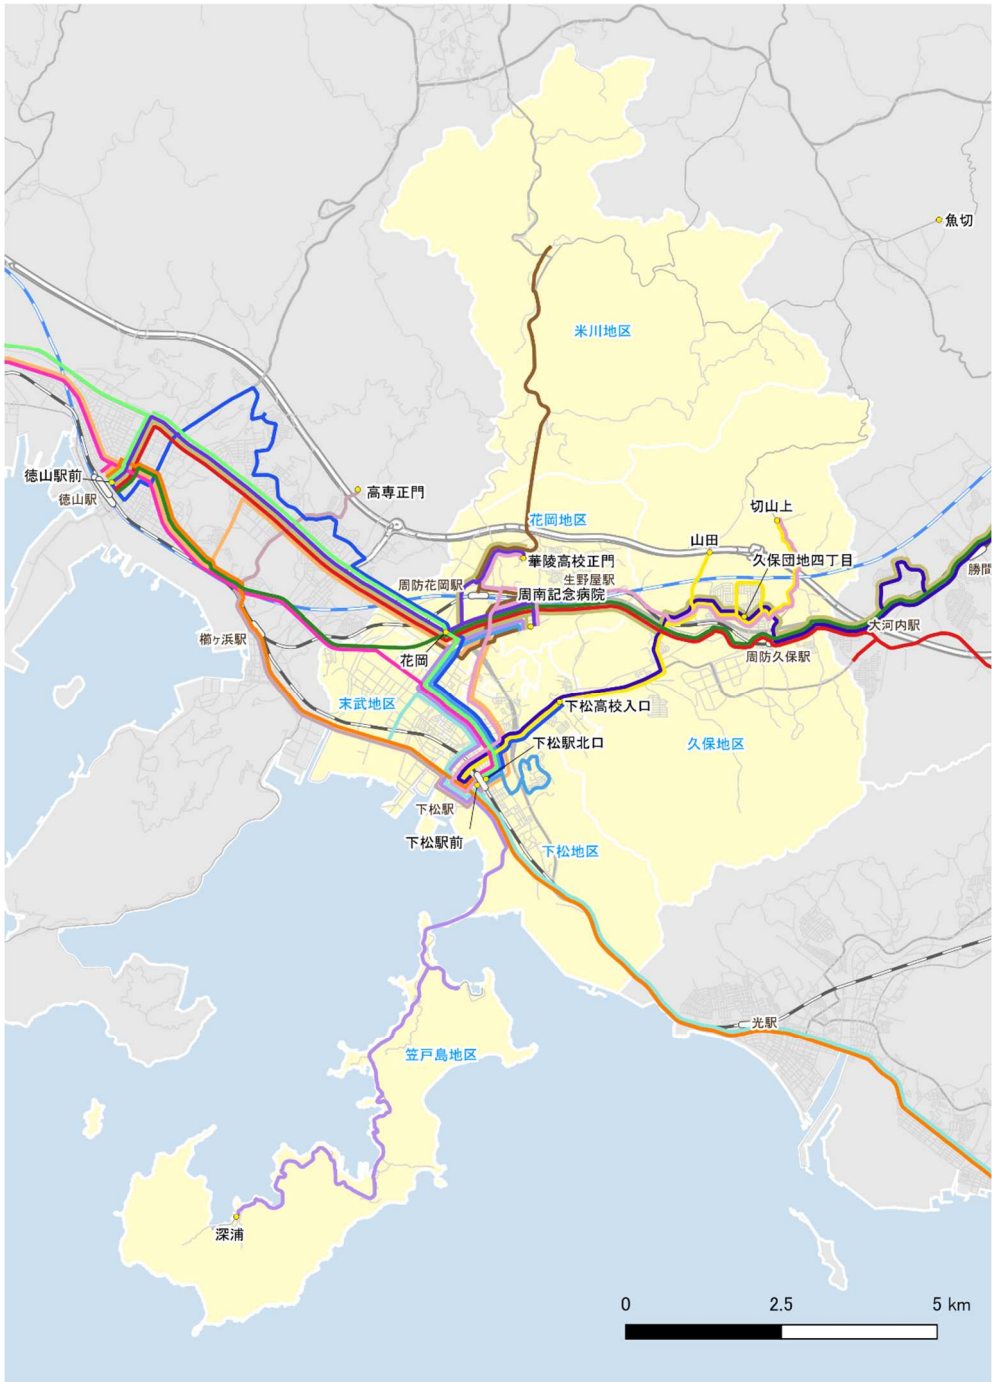 魚切
米川地区
徳山駅前
徳山駅
高専正門
切山上
花岡地区
山田
華陵高校正門
久保団地四丁目
勝間
周防花岡駅
生野屋駅
周南記念病院
大河内駅
櫛ヶ浜駅
花岡
周防久保駅
末武地区
下松高校入口
下松駅北口
久保地区
下松駅
下松駅前
下松地区
光駅
笠戸島地区
深浦
0 2.5 5 km